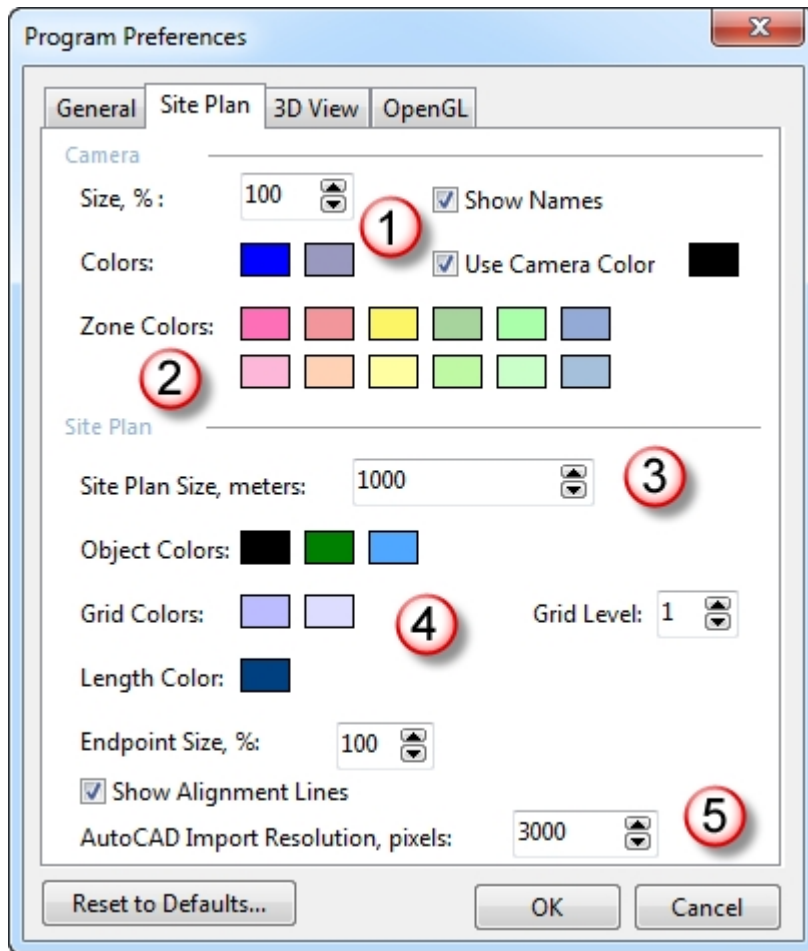 Program Preferences
General Site Plan 3D View OpenGL
Camera
Size, % : 100 1 Show Names
Colors: Use Camera Color
Zone Colors:
2
Site Plan
Site Plan Size, meters: 1000 3
Object Colors:
Grid Colors: 4 Grid Level: 1
Length Color:
Endpoint Size, %: 100
Show Alignment Lines
AutoCAD Import Resolution, pixels: 3000 5
Reset to Defaults... OK Cancel